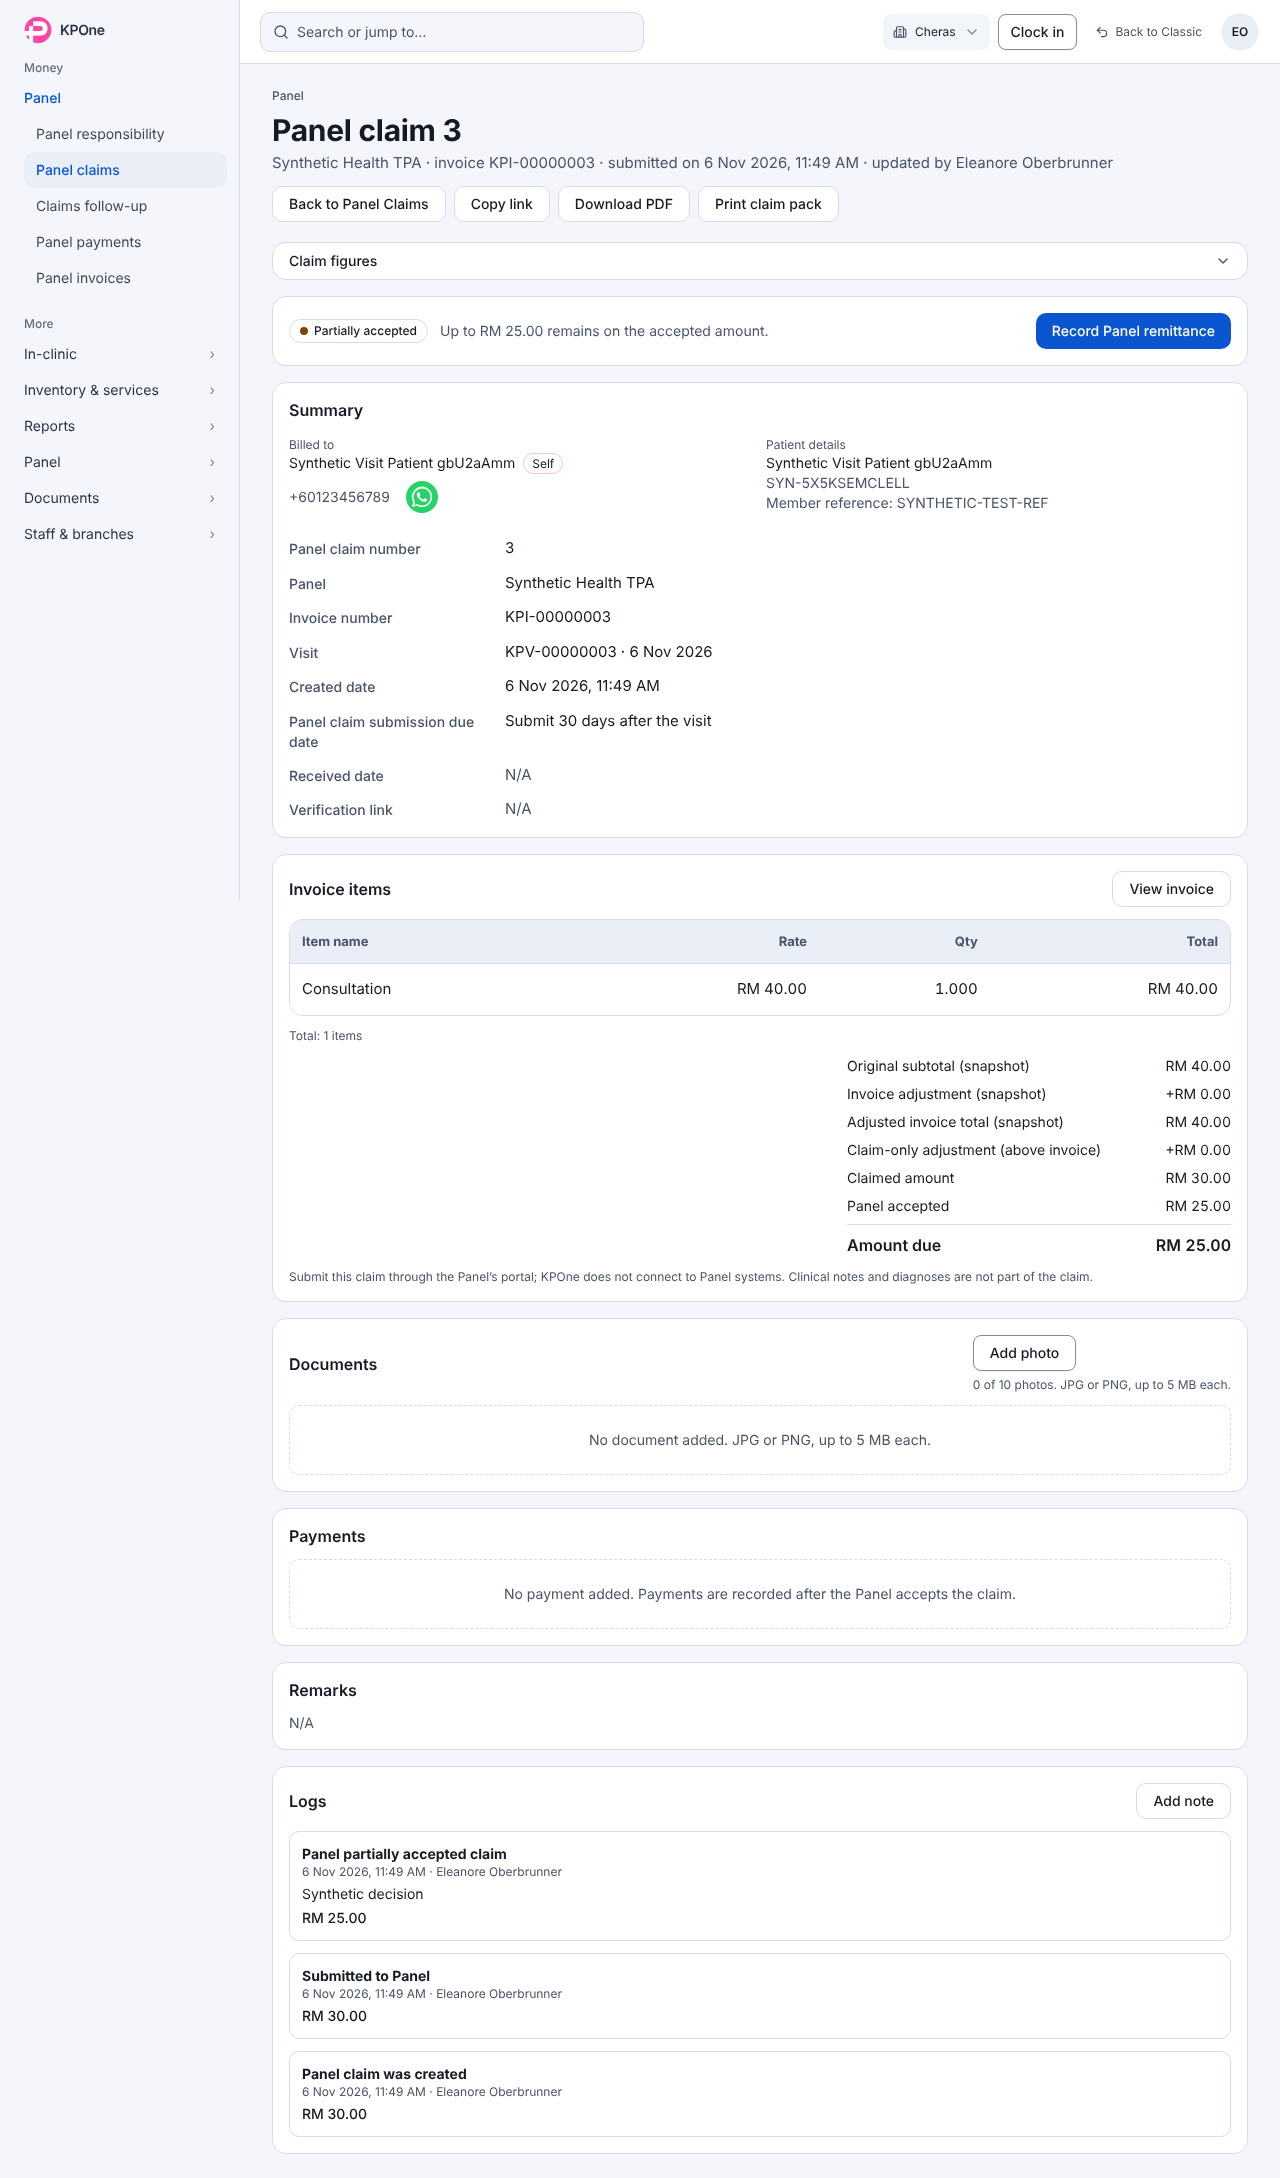 KPOne
Search or jump to...
Cheras
Clock in
Back to Classic
EO
Money
Panel
Panel responsibility
Panel claims
Claims follow-up
Panel payments
Panel invoices
More
In-clinic
Inventory & services
Reports
Panel
Documents
Staff & branches
Panel
Panel claim 3
Synthetic Health TPA · invoice KPI-00000003 · submitted on 6 Nov 2026, 11:49 AM · updated by Eleanore Oberbrunner
Back to Panel Claims
Copy link
Download PDF
Print claim pack
Claim figures
Partially accepted
Up to RM 25.00 remains on the accepted amount.
Record Panel remittance
Summary
Billed to
Synthetic Visit Patient gbU2aAmm Self
+60123456789
Patient details
Synthetic Visit Patient gbU2aAmm
SYN-5X5KSEMCLELL
Member reference: SYNTHETIC-TEST-REF
Panel claim number 3
Panel Synthetic Health TPA
Invoice number KPI-00000003
Visit KPV-00000003 · 6 Nov 2026
Created date 6 Nov 2026, 11:49 AM
Panel claim submission due date Submit 30 days after the visit
Received date N/A
Verification link N/A
Invoice items
View invoice
Item name Rate Qty Total
Consultation RM 40.00 1.000 RM 40.00
Total: 1 items
Original subtotal (snapshot) RM 40.00
Invoice adjustment (snapshot) +RM 0.00
Adjusted invoice total (snapshot) RM 40.00
Claim-only adjustment (above invoice) +RM 0.00
Claimed amount RM 30.00
Panel accepted RM 25.00
Amount due RM 25.00
Submit this claim through the Panel's portal; KPOne does not connect to Panel systems. Clinical notes and diagnoses are not part of the claim.
Documents
Add photo
0 of 10 photos. JPG or PNG, up to 5 MB each.
No document added. JPG or PNG, up to 5 MB each.
Payments
No payment added. Payments are recorded after the Panel accepts the claim.
Remarks
N/A
Logs
Add note
Panel partially accepted claim
6 Nov 2026, 11:49 AM · Eleanore Oberbrunner
Synthetic decision
RM 25.00
Submitted to Panel
6 Nov 2026, 11:49 AM · Eleanore Oberbrunner
RM 30.00
Panel claim was created
6 Nov 2026, 11:49 AM · Eleanore Oberbrunner
RM 30.00